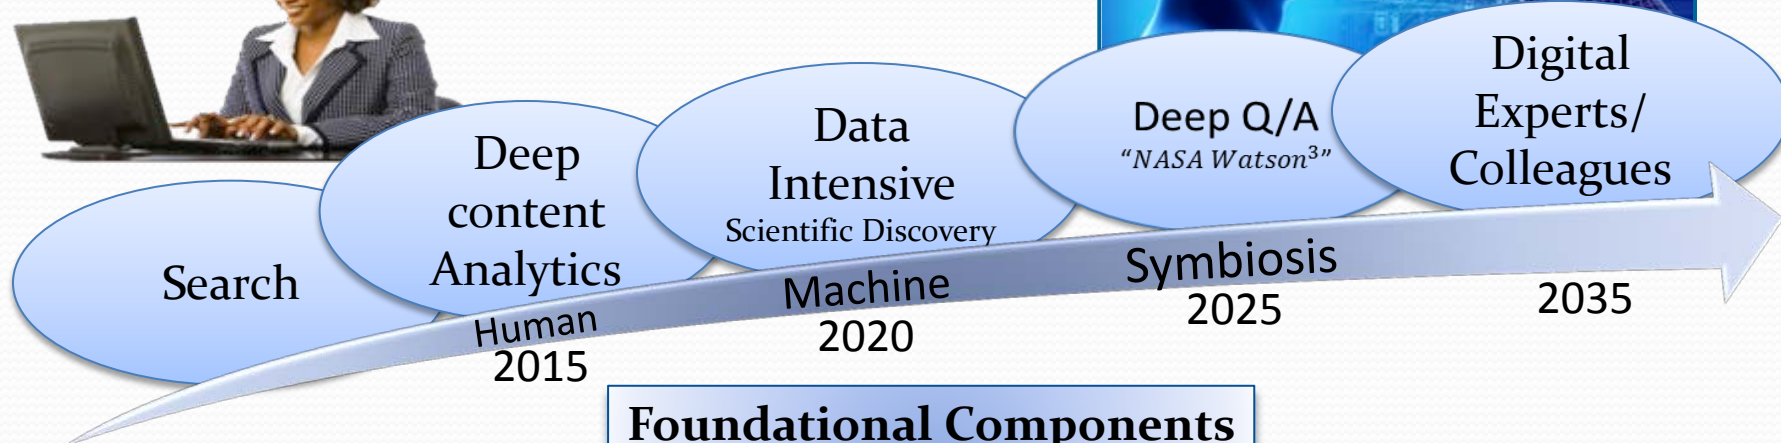 Search
Deep
content
Analytics
Data
Intensive
Scientific Discovery
Deep Q/A
“NASA Watson³”
Digital
Experts/
Colleagues
Human
Machine
Symbiosis
2015
2020
2025
2035
Foundational Components